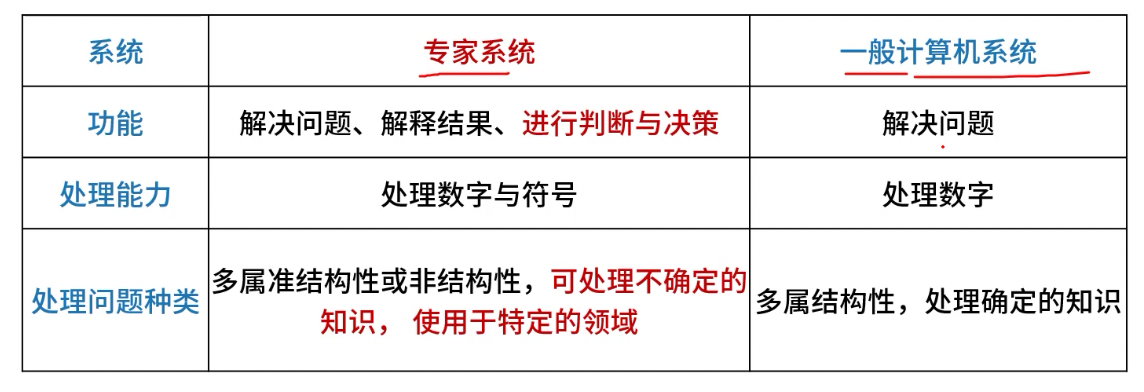 系统 专家系统 一般计算机系统
功能 解决问题、解释结果、进行判断与决策 解决问题
处理能力 处理数字与符号 处理数字
处理问题种类 多属准结构性或非结构性，可处理不确定的
知识， 使用于特定的领域 多属结构性，处理确定的知识